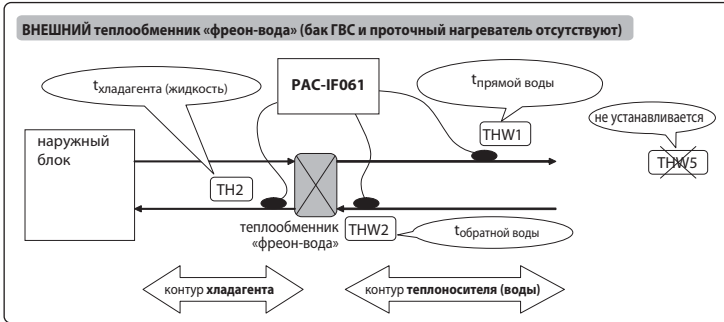 ВНЕШНИЙ теплообменник «фреон-вода» (бак ГВС и проточный нагреватель отсутствуют)
tхладагента (жидкость)
PAC-IF061
tпрямой воды
не устанавливается
наружный
блок
THW1
THW5
TH2
теплообменник
«фреон-вода»
THW2
tобратной воды
контур хладагента
контур теплоносителя (воды)